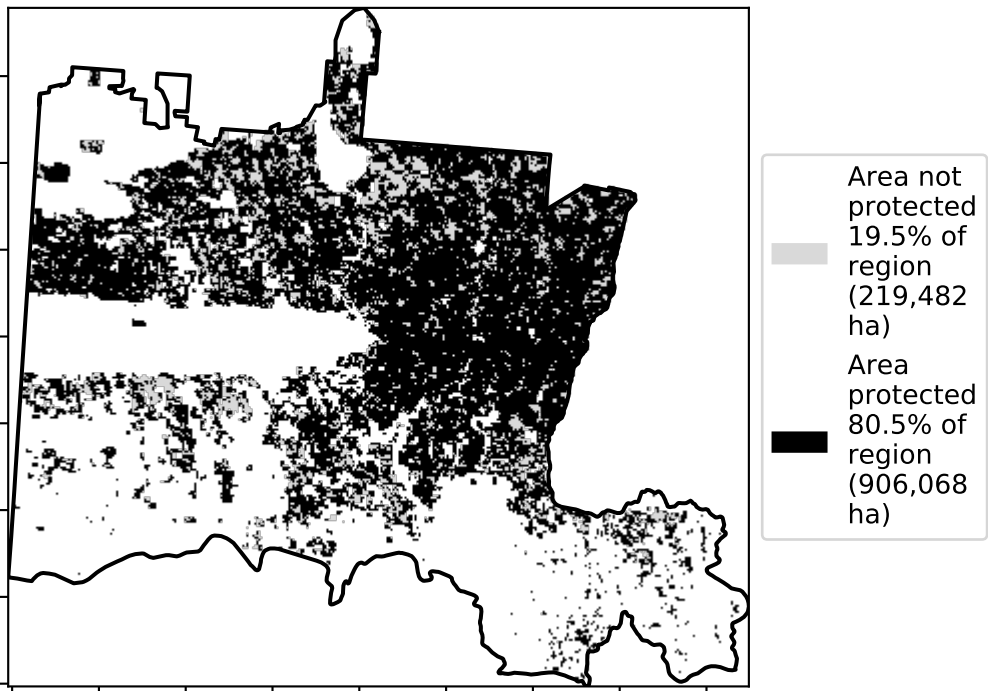 Area not
protected
19.5% of
region
(219,482
ha)
Area
protected
80.5% of
region
(906,068
ha)